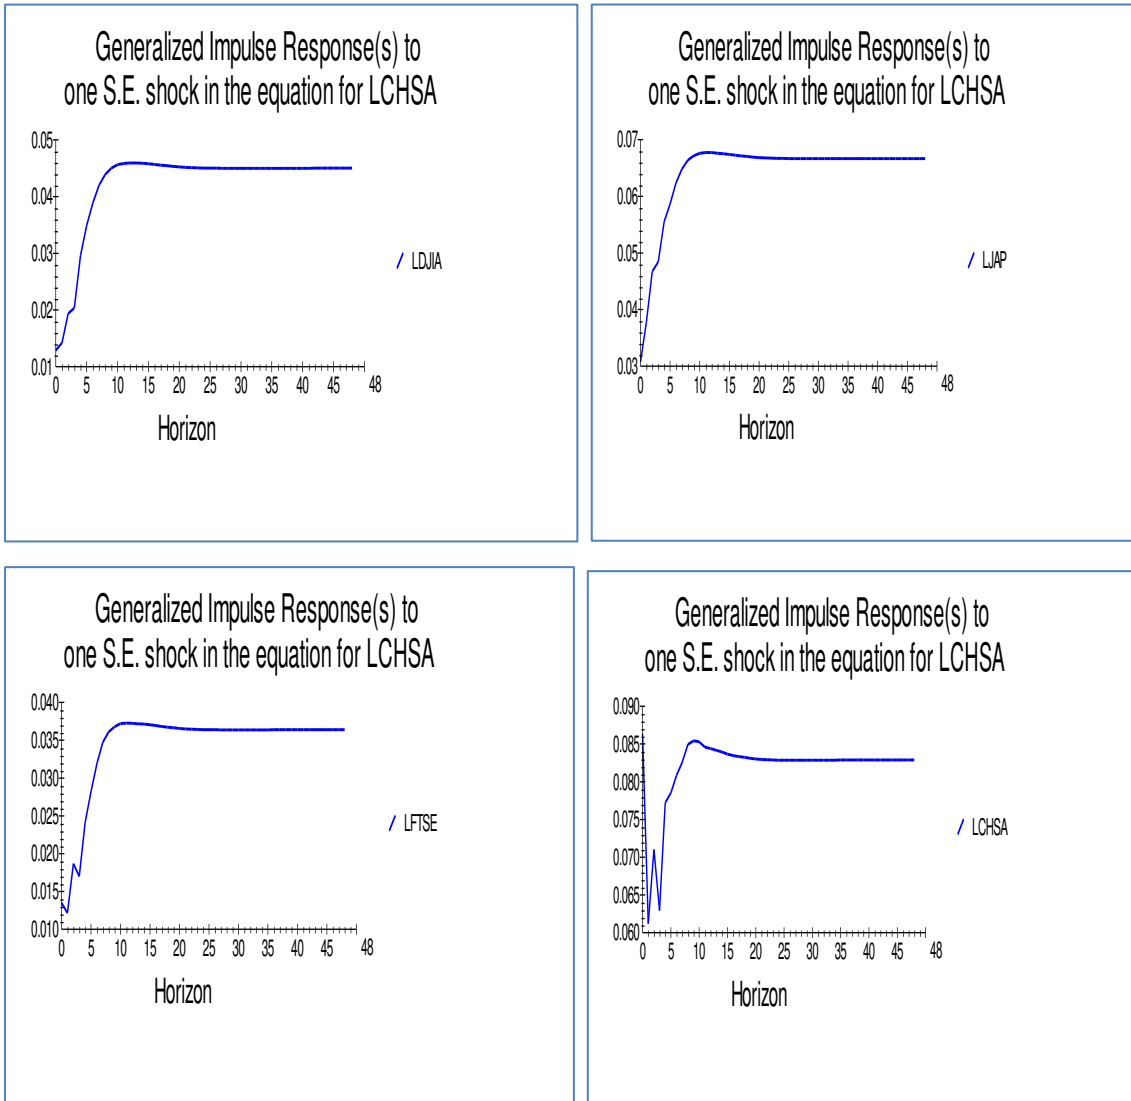 Generalized Impulse Response(s) to
one S.E. shock in the equation for LCHSA
0.05
0.04
0.03
0.02
0.01
0 5 10 15 20 25 30 35 40 45 48
LDJIA
Horizon
Generalized Impulse Response(s) to
one S.E. shock in the equation for LCHSA
0.07
0.06
0.05
0.04
0.03
0 5 10 15 20 25 30 35 40 45 48
LJAP
Horizon
Generalized Impulse Response(s) to
one S.E. shock in the equation for LCHSA
0.040
0.035
0.030
0.025
0.020
0.015
0.010
0 5 10 15 20 25 30 35 40 45 48
LFTSE
Horizon
Generalized Impulse Response(s) to
one S.E. shock in the equation for LCHSA
0.090
0.085
0.080
0.075
0.070
0.065
0.060
0 5 10 15 20 25 30 35 40 45 48
LCHSA
Horizon